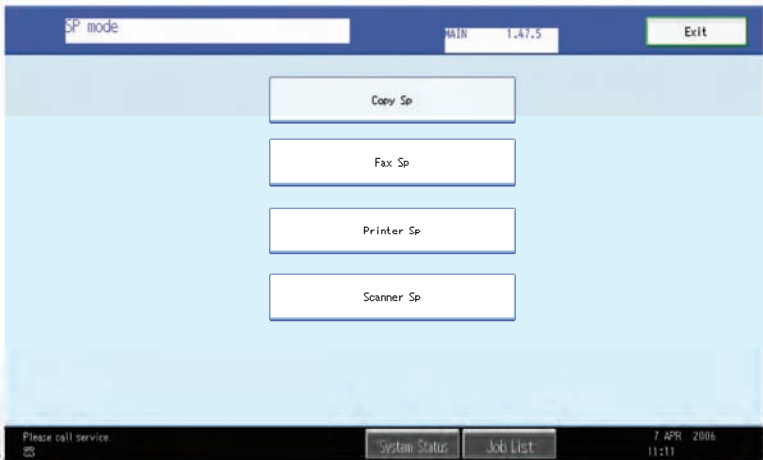 SP mode
MAIN 1.47.5
Exit
Copy Sp
Fax Sp
Printer Sp
Scanner Sp
Please call service.
System Status
Job List
7 APR 2006
11:11